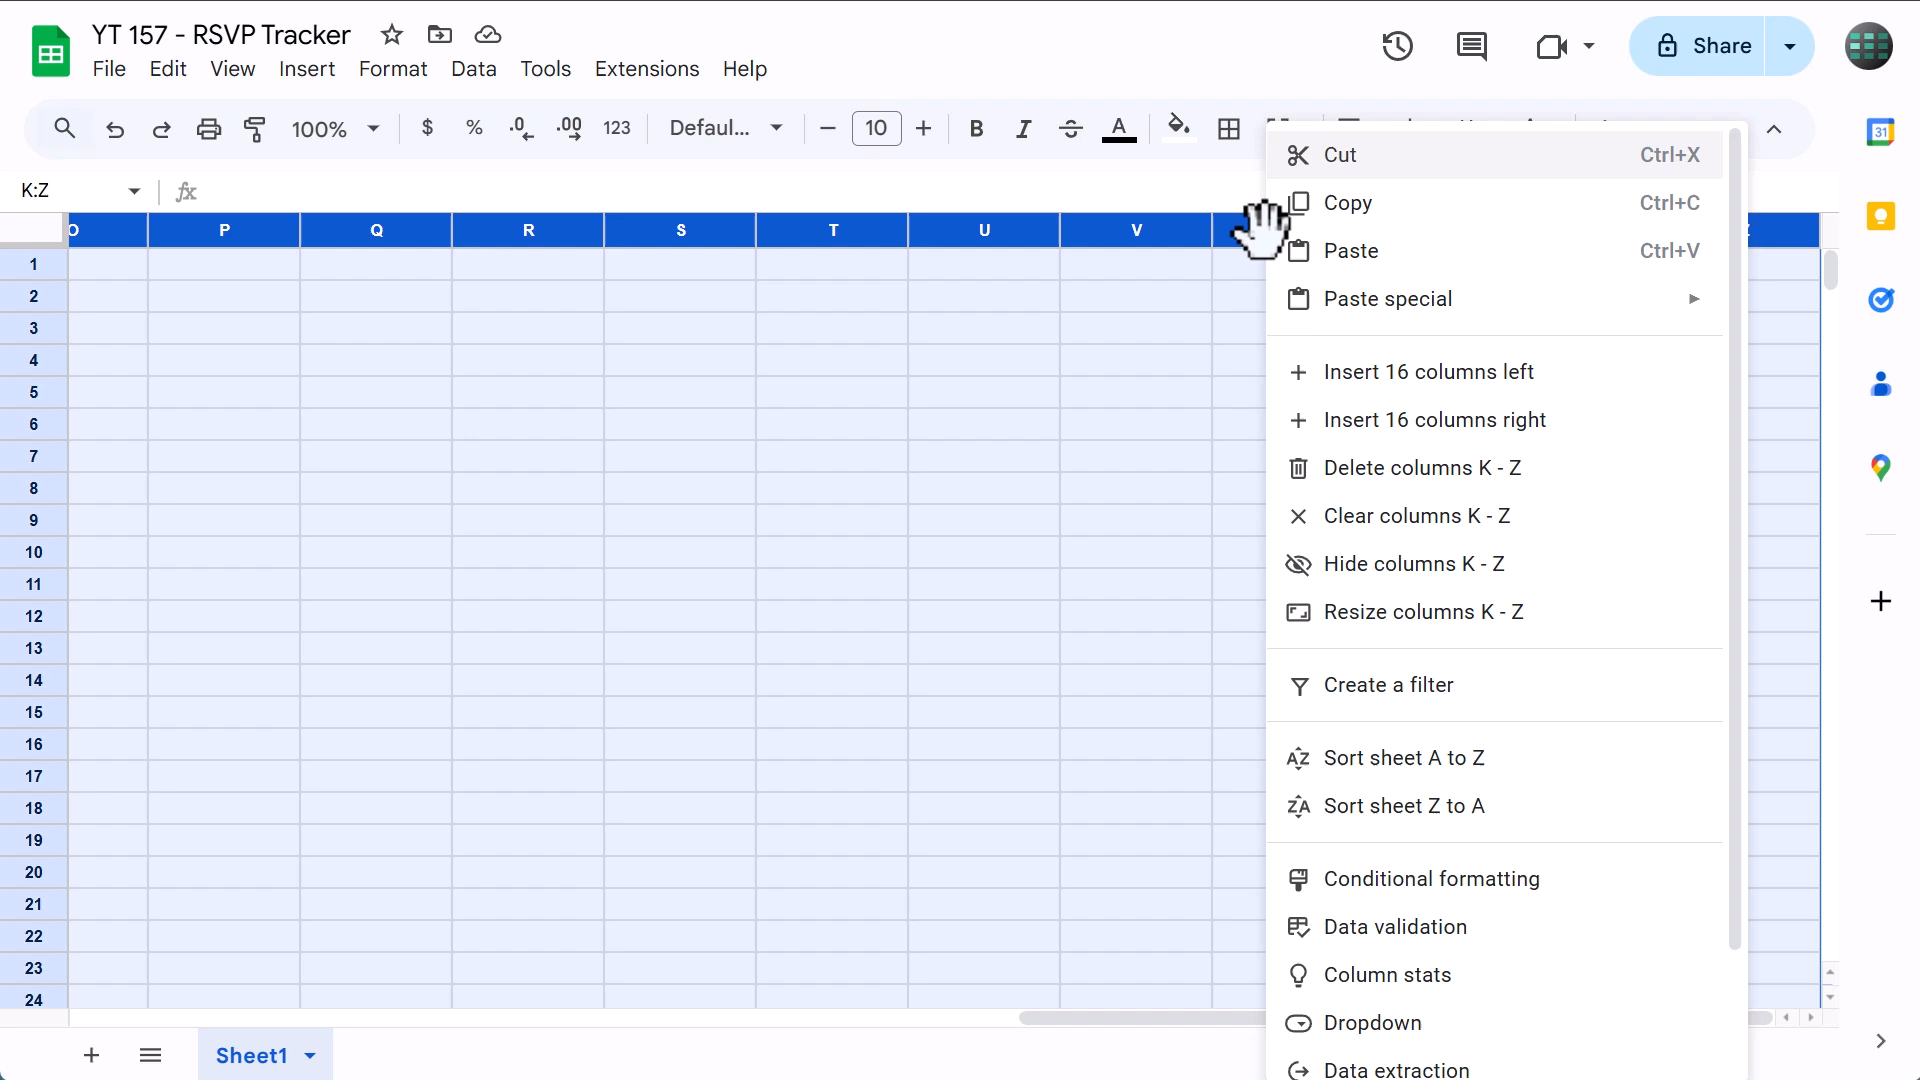 YT 157 - RSVP Tracker
File Edit View Insert Format Data Tools Extensions Help
Share
31
100% $ % .0 .00 123 Defaul... 10 B I A
K:Z fx
O P Q R S T U V
1
2
3
4
5
6
7
8
9
10
11
12
13
14
15
16
17
18
19
20
21
22
23
24
Cut Ctrl+X
Copy Ctrl+C
Paste Ctrl+V
Paste special
Insert 16 columns left
Insert 16 columns right
Delete columns K - Z
Clear columns K - Z
Hide columns K - Z
Resize columns K - Z
Create a filter
Sort sheet A to Z
Sort sheet Z to A
Conditional formatting
Data validation
Column stats
Dropdown
Data extraction
Sheet1